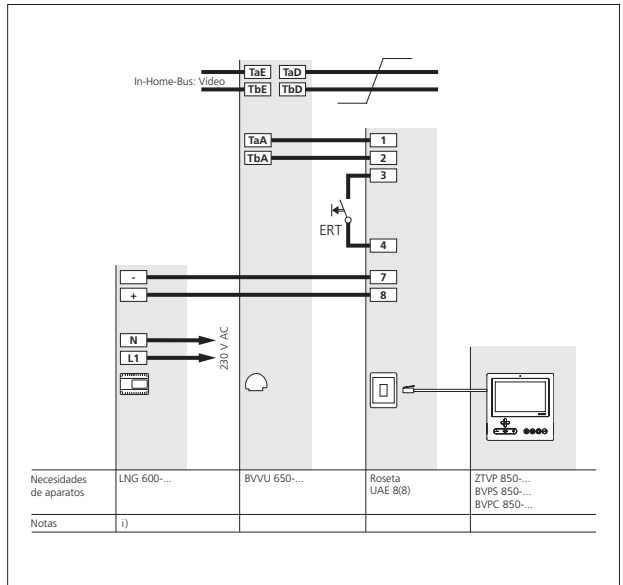 TaE TaD
In-Home-Bus: Video
TbE TbD
TaA 1
TbA 2
3
ERT
4
- 7
+ 8
N
L1
230 V AC
Necesidades de aparatos LNG 600-... BVVU 650-... Roseta UAE 8(8) ZTVP 850-... BVPS 850-... BVPC 850-...
Notas i)